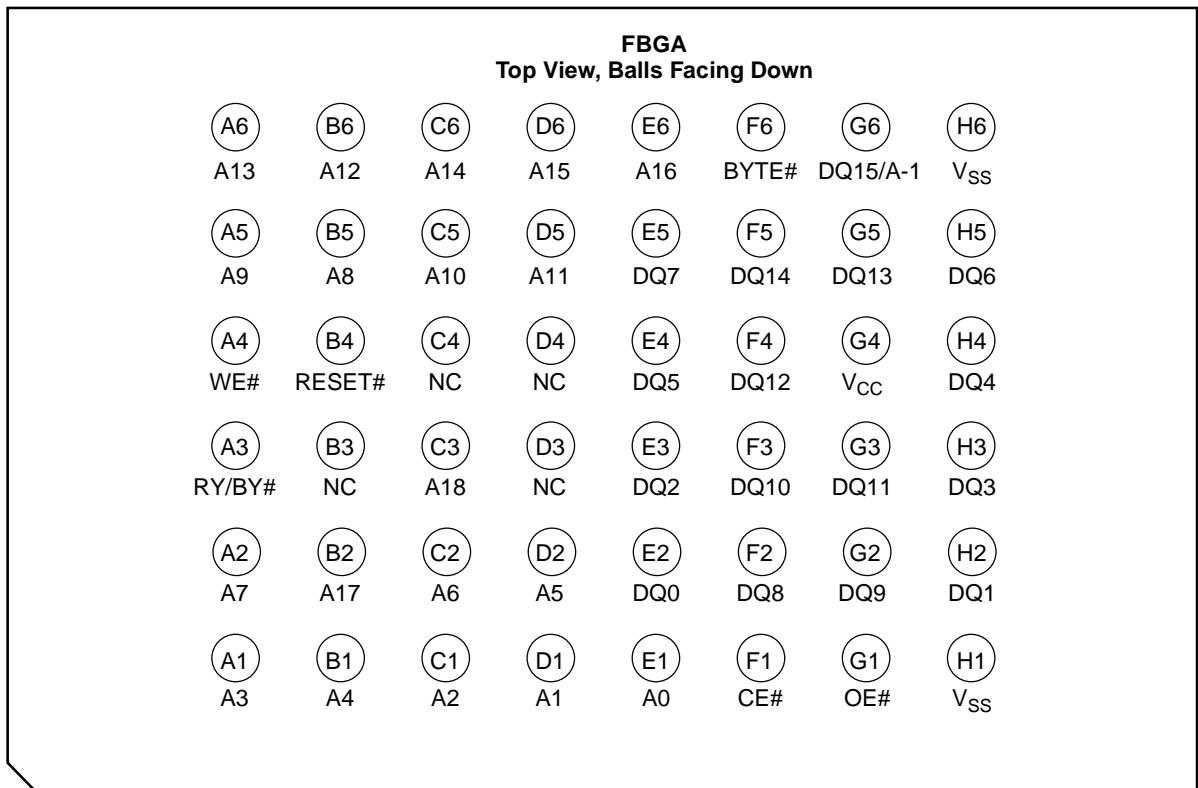 FBGA
Top View, Balls Facing Down
A6 B6 C6 D6 E6 F6 G6 H6
A13 A12 A14 A15 A16 BYTE# DQ15/A-1 VSS
A5 B5 C5 D5 E5 F5 G5 H5
A9 A8 A10 A11 DQ7 DQ14 DQ13 DQ6
A4 B4 C4 D4 E4 F4 G4 H4
WE# RESET# NC NC DQ5 DQ12 VCC DQ4
A3 B3 C3 D3 E3 F3 G3 H3
RY/BY# NC A18 NC DQ2 DQ10 DQ11 DQ3
A2 B2 C2 D2 E2 F2 G2 H2
A7 A17 A6 A5 DQ0 DQ8 DQ9 DQ1
A1 B1 C1 D1 E1 F1 G1 H1
A3 A4 A2 A1 A0 CE# OE# VSS